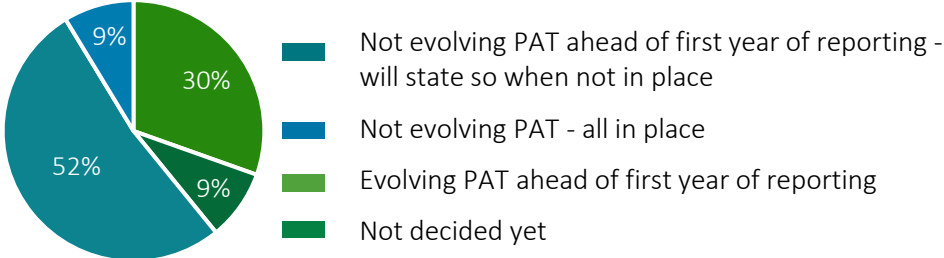 9%
30%
52%
9%
Not evolving PAT ahead of first year of reporting -
will state so when not in place
Not evolving PAT - all in place
Evolving PAT ahead of first year of reporting
Not decided yet